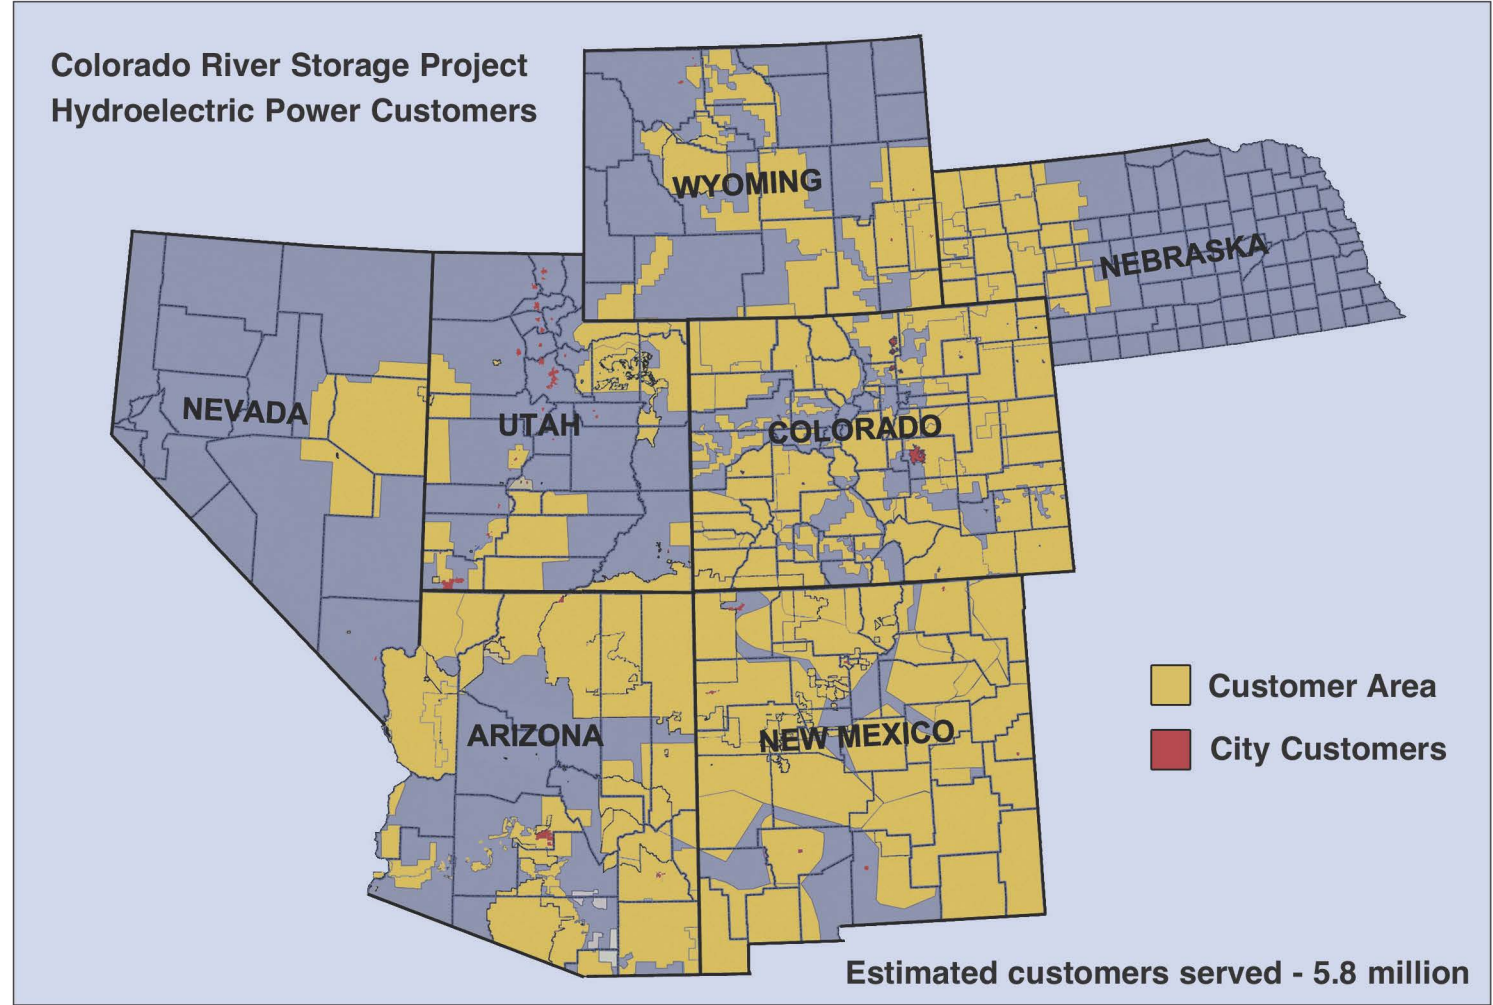 Colorado River Storage Project
Hydroelectric Power Customers
WYOMING
NEBRASKA
NEVADA
UTAH
COLORADO
ARIZONA
NEW MEXICO
Customer Area
City Customers
Estimated customers served - 5.8 million